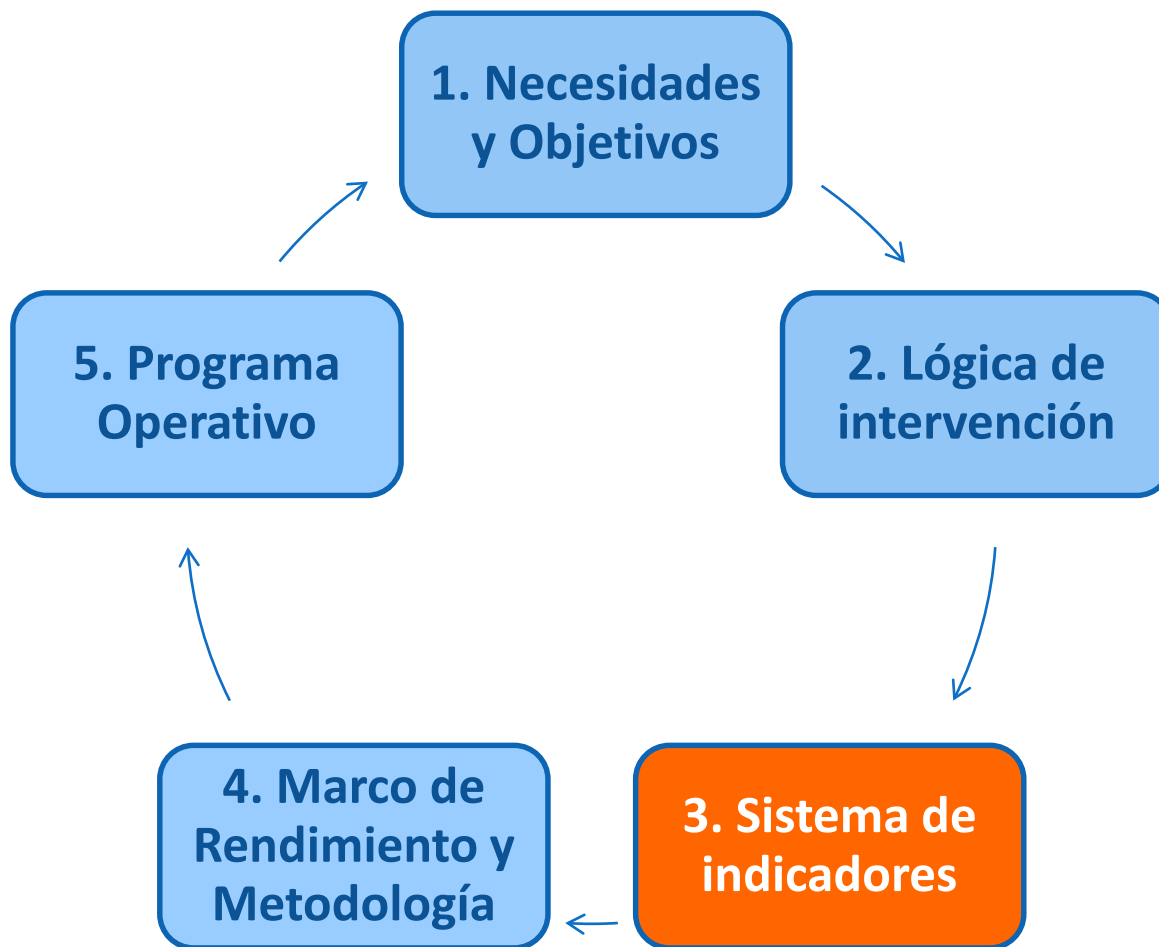 1. Necesidades
y Objetivos
2. Lógica de
intervención
3. Sistema de
indicadores
4. Marco de
Rendimiento y
Metodología
5. Programa
Operativo